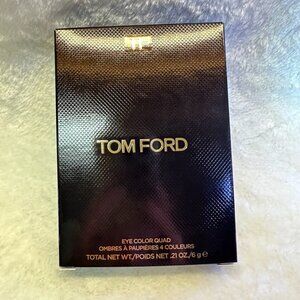 TF
TOM FORD
EYE COLOR QUAD
OMBRES À PAUPIÈRES 4 COULEURS
TOTAL NET WT./POIDS NET .21 OZ./6 g ℮